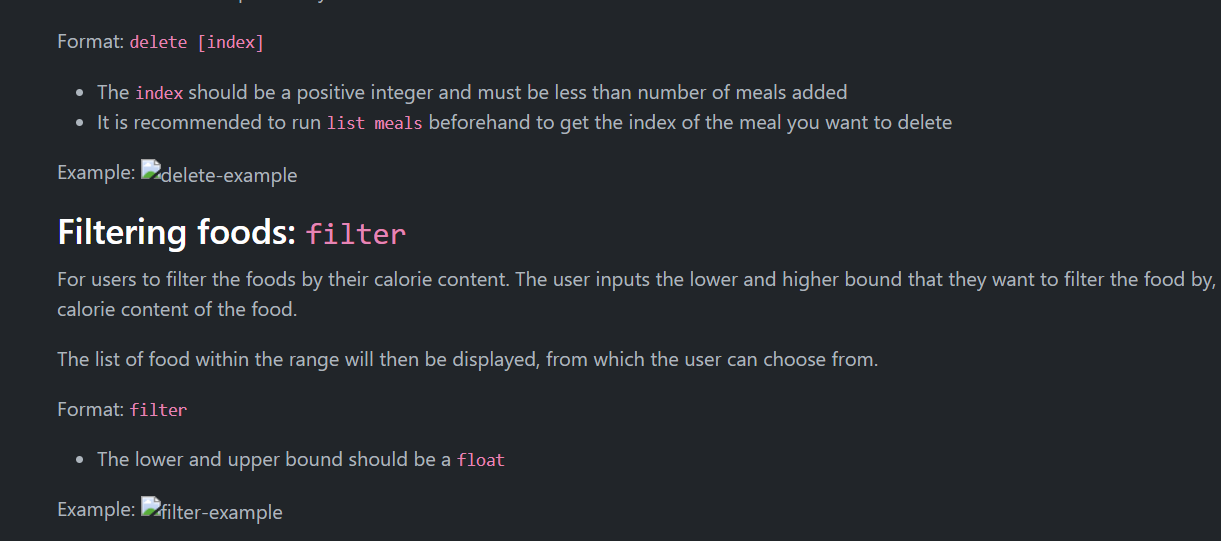 Format: delete [index]
The index should be a positive integer and must be less than number of meals added
It is recommended to run list meals beforehand to get the index of the meal you want to delete
Example: delete-example
Filtering foods: filter
For users to filter the foods by their calorie content. The user inputs the lower and higher bound that they want to filter the food by,
calorie content of the food.
The list of food within the range will then be displayed, from which the user can choose from.
Format: filter
The lower and upper bound should be a float
Example: filter-example